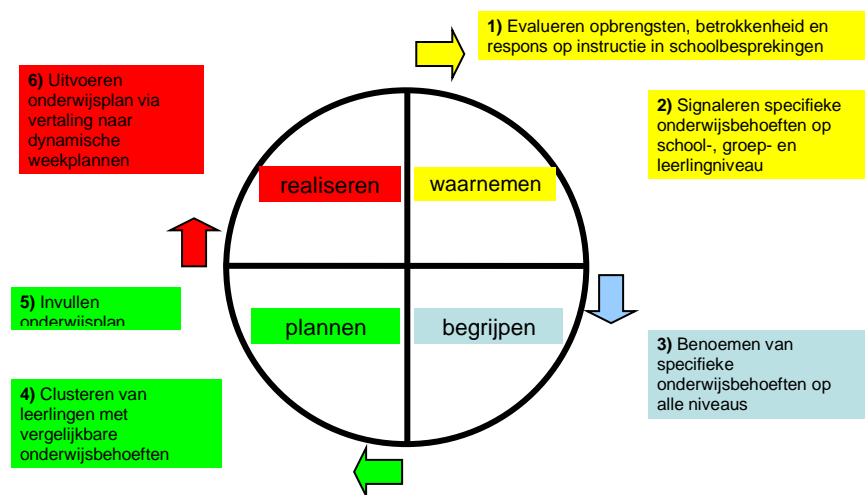 1) Evalueren opbrengsten, betrokkenheid en
respons op instructie in schoolbesprekingen
2) Signaleren specifieke
onderwijsbehoeften op
school-, groep- en
leerlingniveau
3) Benoemen van
specifieke
onderwijsbehoeften op
alle niveaus
4) Clusteren van
leerlingen met
vergelijkbare
onderwijsbehoeften
5) Invullen
onderwijsplan
6) Uitvoeren
onderwijsplan via
vertaling naar
dynamische
weekplannen
realiseren
waarnemen
plannen
begrijpen